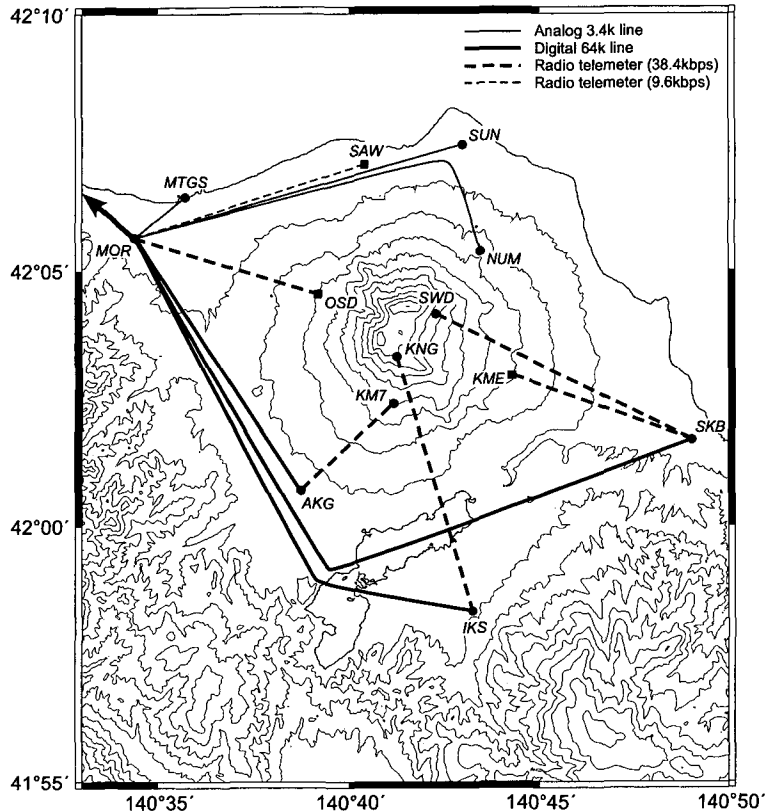 42°10′
Analog 3.4k line
Digital 64k line
Radio telemeter (38.4kbps)
Radio telemeter (9.6kbps)
SUN
SAW
MTGS
MOR
NUM
42°05′
OSD
SWD
KNG
KME
KM7
SKB
AKG
42°00′
IKS
41°55′
140°35′ 140°40′ 140°45′ 140°50′